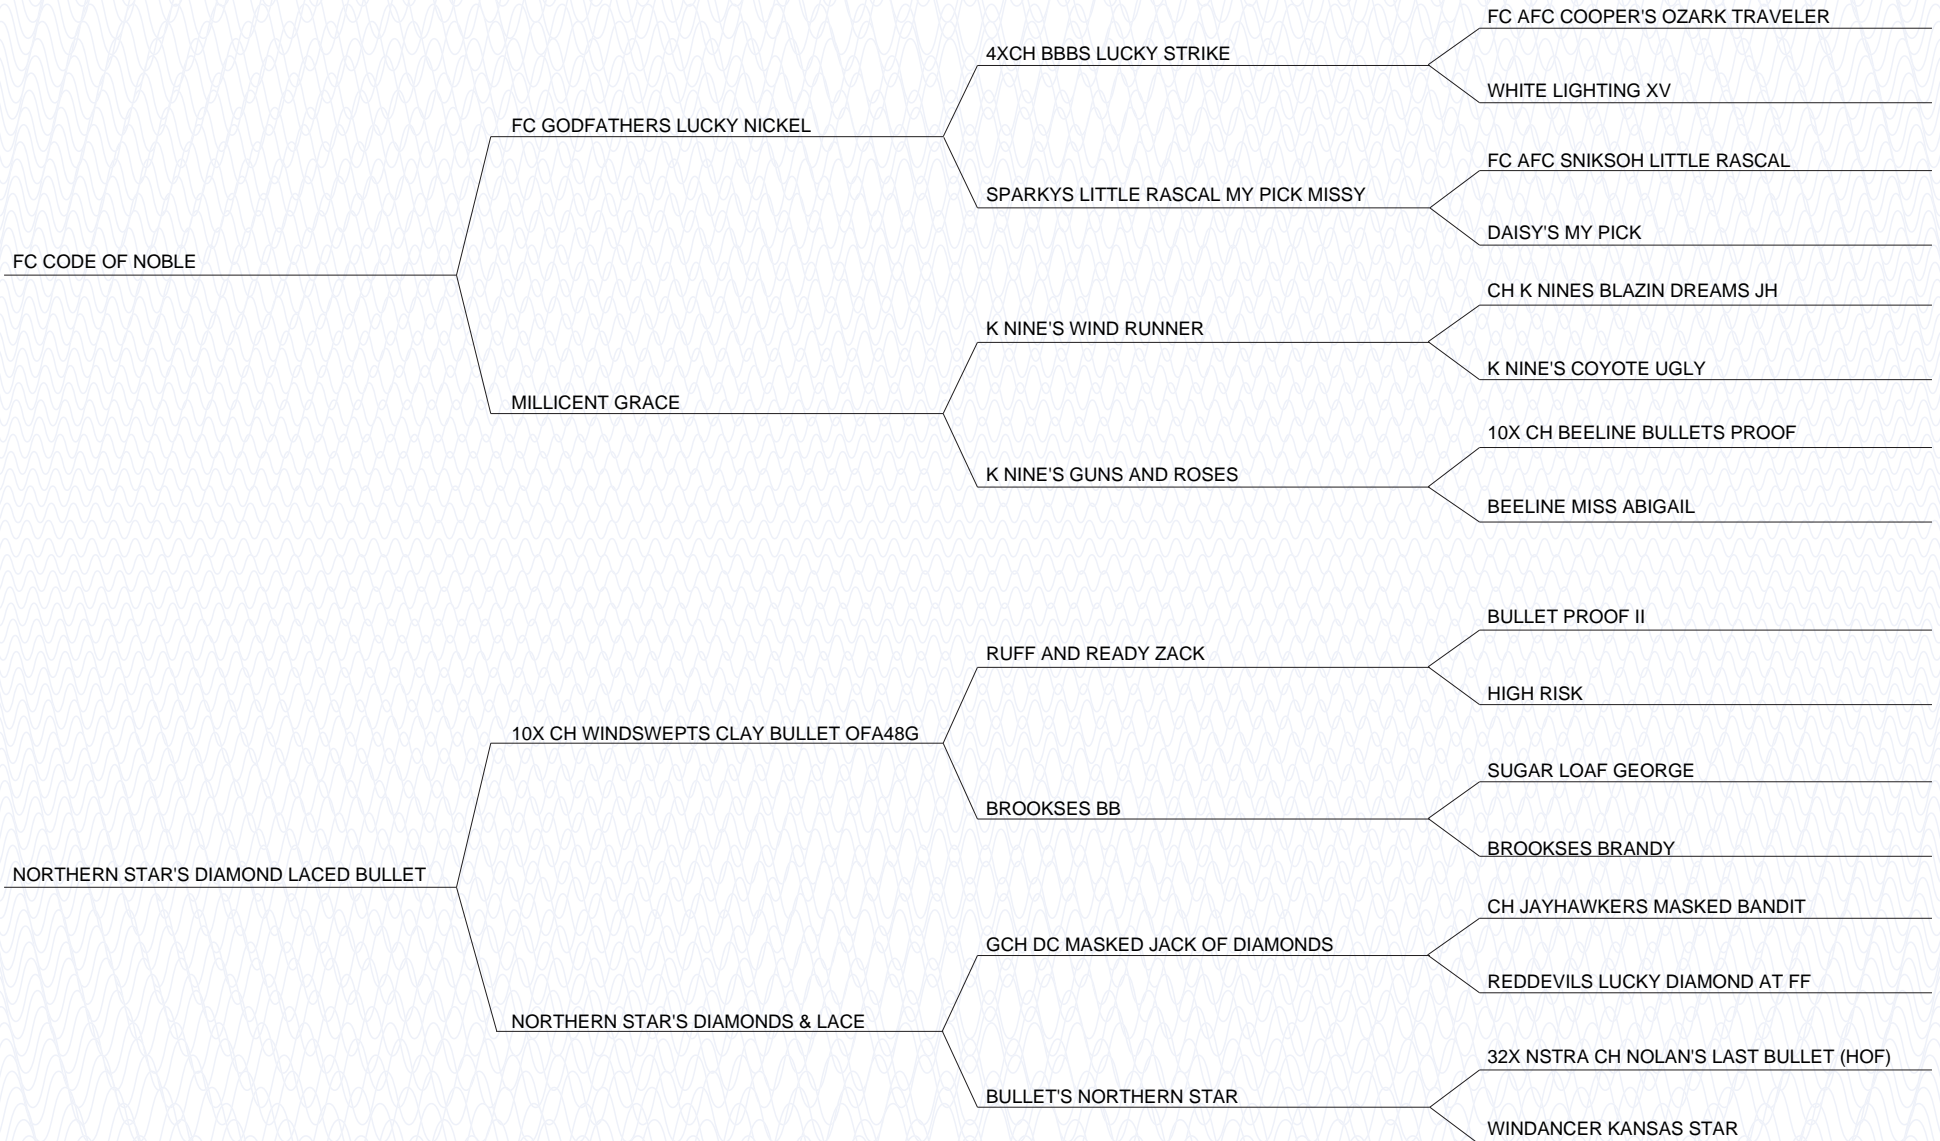 FC AFC COOPER'S OZARK TRAVELER
4XCH BBBS LUCKY STRIKE
WHITE LIGHTING XV
FC GODFATHERS LUCKY NICKEL
FC AFC SNIKSOH LITTLE RASCAL
SPARKYS LITTLE RASCAL MY PICK MISSY
DAISY'S MY PICK
FC CODE OF NOBLE
CH K NINES BLAZIN DREAMS JH
K NINE'S WIND RUNNER
K NINE'S COYOTE UGLY
MILLICENT GRACE
10X CH BEELINE BULLETS PROOF
K NINE'S GUNS AND ROSES
BEELINE MISS ABIGAIL
BULLET PROOF II
RUFF AND READY ZACK
HIGH RISK
10X CH WINDSWEPTS CLAY BULLET OFA48G
SUGAR LOAF GEORGE
BROOKSES BB
BROOKSES BRANDY
NORTHERN STAR'S DIAMOND LACED BULLET
CH JAYHAWKERS MASKED BANDIT
GCH DC MASKED JACK OF DIAMONDS
REDDEVILS LUCKY DIAMOND AT FF
NORTHERN STAR'S DIAMONDS & LACE
32X NSTRA CH NOLAN'S LAST BULLET (HOF)
BULLET'S NORTHERN STAR
WINDANCER KANSAS STAR